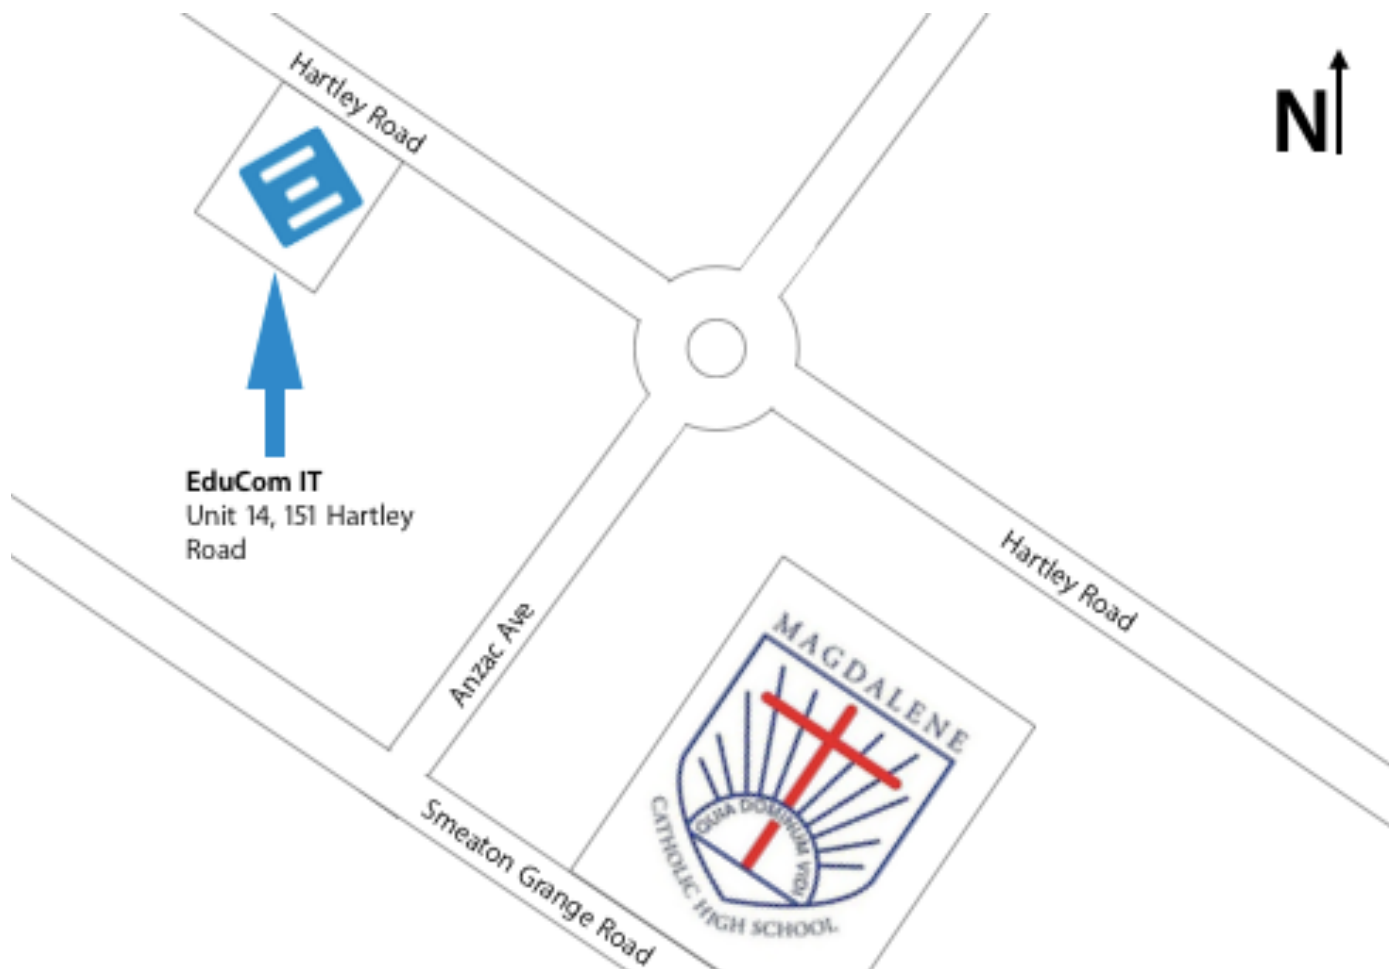 Hartley Road
N
EduCom IT
Unit 14, 151 Hartley
Road
Hartley Road
Anzac Ave
MAGDALENE
QUIA DOMINUM VIDI
CATHOLIC HIGH SCHOOL
Smeaton Grange Road